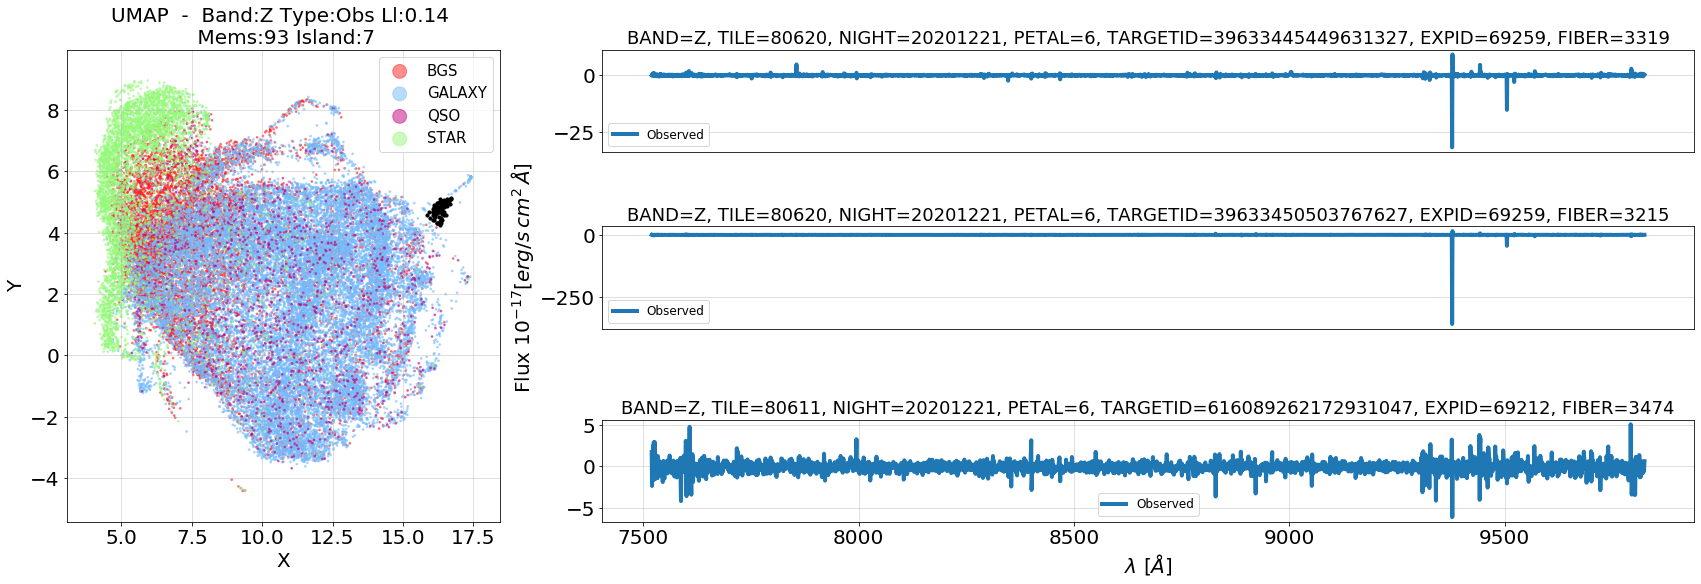 UMAP - Band:Z Type:Obs Ll:0.14
Mems:93 Island:7
BGS
GALAXY
QSO
STAR
8
6
4
2
0
−2
−4
Y
5.0 7.5 10.0 12.5 15.0 17.5
X
Flux 10^{-17}[erg/s cm^2 Å]
BAND=Z, TILE=80620, NIGHT=20201221, PETAL=6, TARGETID=39633445449631327, EXPID=69259, FIBER=3319
0
−25
Observed
BAND=Z, TILE=80620, NIGHT=20201221, PETAL=6, TARGETID=39633450503767627, EXPID=69259, FIBER=3215
0
−250
Observed
BAND=Z, TILE=80611, NIGHT=20201221, PETAL=6, TARGETID=616089262172931047, EXPID=69212, FIBER=3474
5
0
−5
Observed
7500 8000 8500 9000 9500
λ [Å]